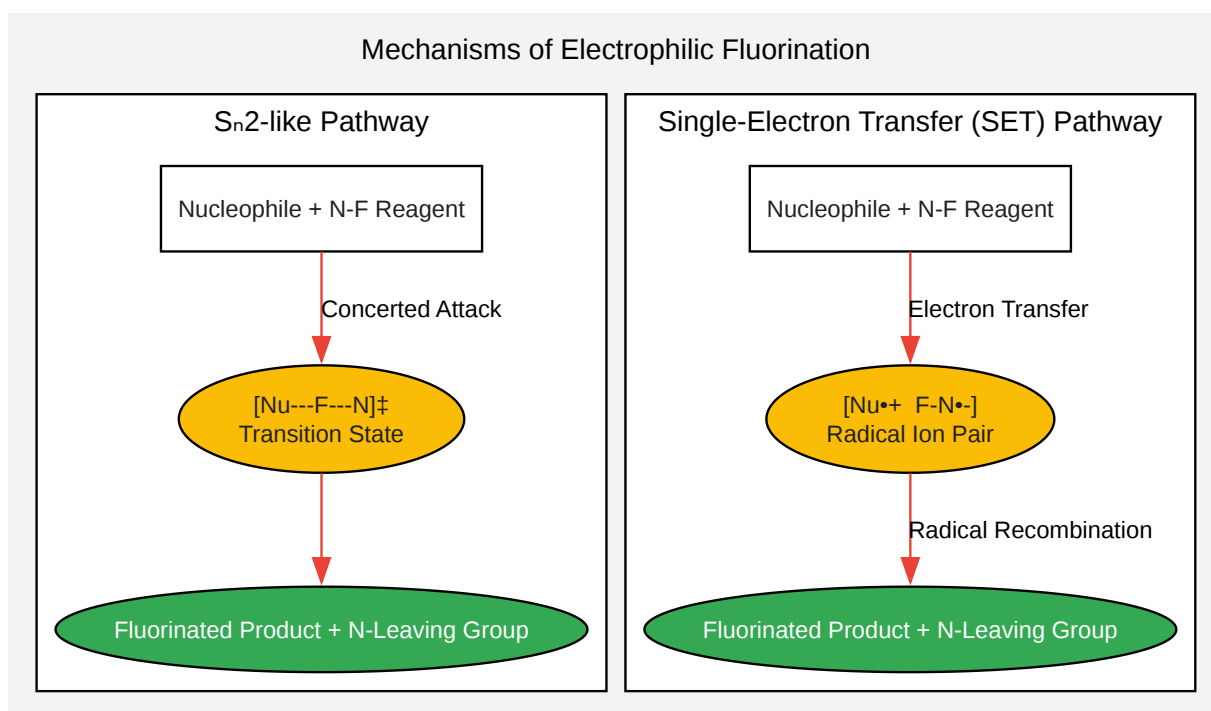 Mechanisms of Electrophilic Fluorination
Sₙ2-like Pathway
Nucleophile + N-F Reagent
Concerted Attack
[Nu---F---N]‡
Transition State
Fluorinated Product + N-Leaving Group
Single-Electron Transfer (SET) Pathway
Nucleophile + N-F Reagent
Electron Transfer
[Nu•+  F-N•-]
Radical Ion Pair
Radical Recombination
Fluorinated Product + N-Leaving Group